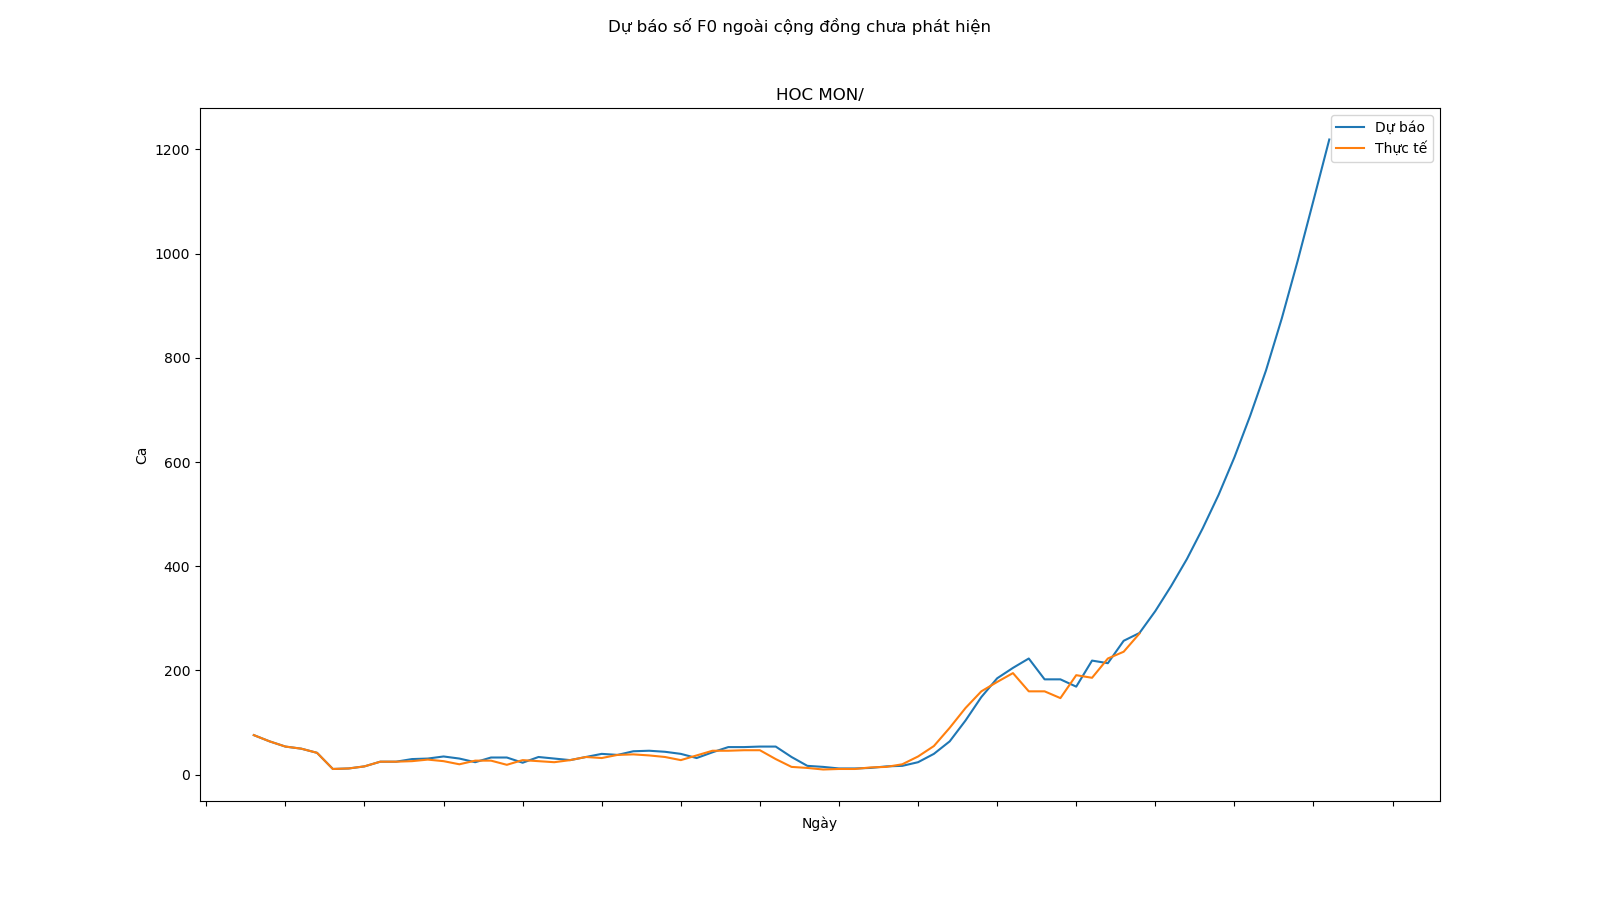 Dự báo số F0 ngoài cộng đồng chưa phát hiện
HOC MON/
Dự báo
Thực tế
1200
1000
800
600
400
200
0
Ca
Ngày